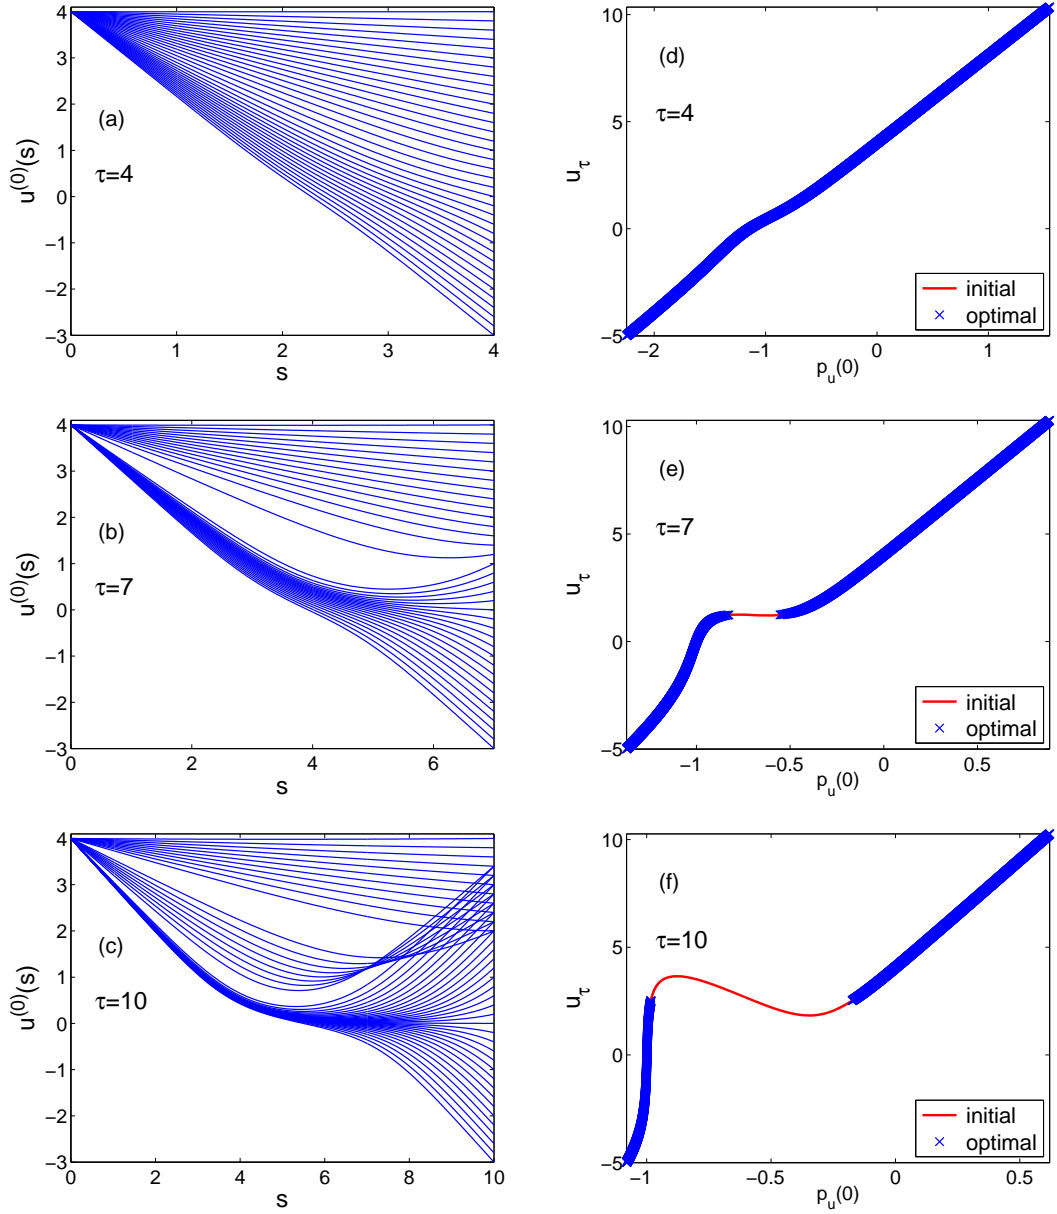 4
3
2
1
0
−1
−2
−3
0 1 2 3 4
s
u(0)(s)
(a)
τ=4
10
5
0
−5
−2 −1 0 1
p_u(0)
u_τ
(d)
τ=4
initial
optimal
4
3
2
1
0
−1
−2
−3
0 2 4 6
s
u(0)(s)
(b)
τ=7
10
5
0
−5
−1 −0.5 0 0.5
p_u(0)
u_τ
(e)
τ=7
initial
optimal
4
3
2
1
0
−1
−2
−3
0 2 4 6 8 10
s
u(0)(s)
(c)
τ=10
10
5
0
−5
−1 −0.5 0 0.5
p_u(0)
u_τ
(f)
τ=10
initial
optimal